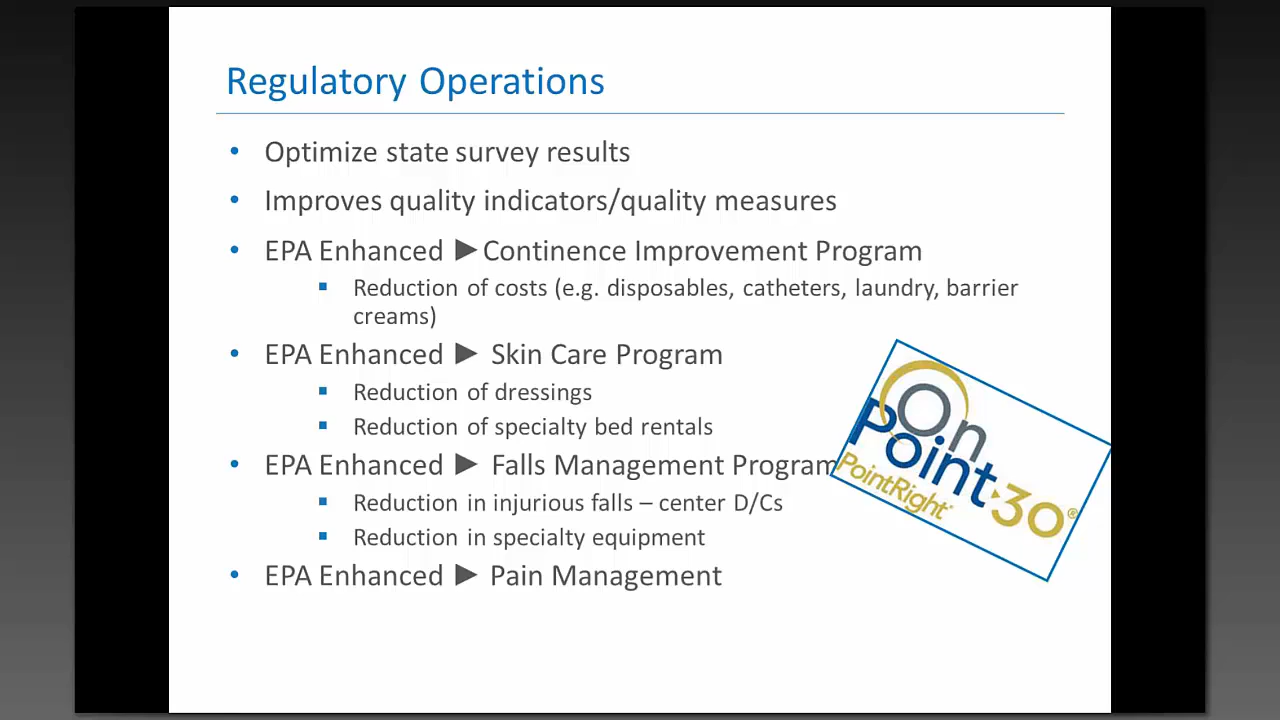 Regulatory Operations
• Optimize state survey results
• Improves quality indicators/quality measures
• EPA Enhanced ►Continence Improvement Program
▪ Reduction of costs (e.g. disposables, catheters, laundry, barrier
creams)
• EPA Enhanced ► Skin Care Program
▪ Reduction of dressings
▪ Reduction of specialty bed rentals
• EPA Enhanced ► Falls Management Program
▪ Reduction in injurious falls – center D/Cs
▪ Reduction in specialty equipment
• EPA Enhanced ► Pain Management
On
Point·30®
PointRight